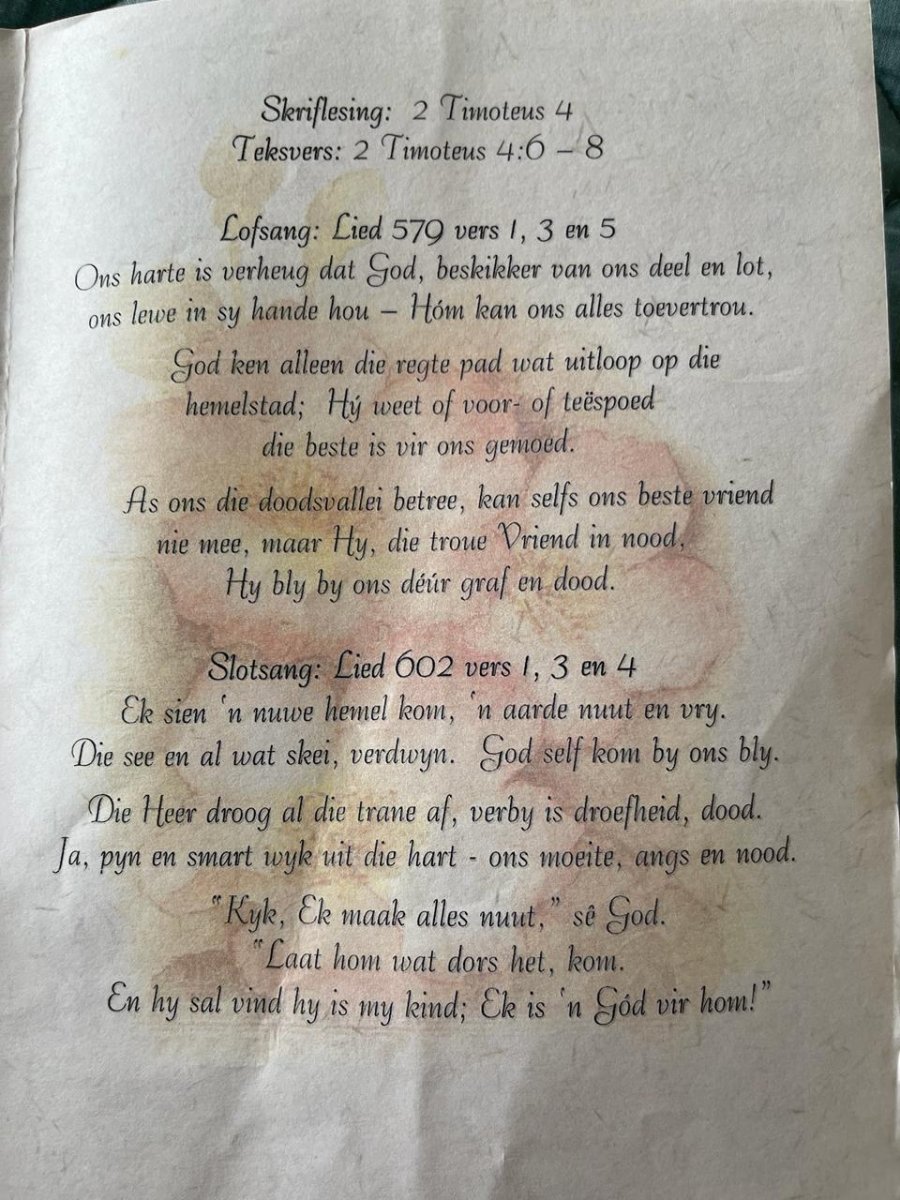 Skriflesing: 2 Timoteus 4
Teksvers: 2 Timoteus 4:6 – 8
Lofsang: Lied 579 vers 1, 3 en 5
Ons harte is verheug dat God, beskikker van ons deel en lot,
ons lewe in sy hande hou – Hóm kan ons alles toevertrou.
God ken alleen die regte pad wat uitloop op die
hemelstad; Hý weet of voor- of teëspoed
die beste is vir ons gemoed.
As ons die doodsvallei betree, kan selfs ons beste vriend
nie mee, maar Hy, die troue Vriend in nood,
Hy bly by ons déúr graf en dood.
Slotsang: Lied 602 vers 1, 3 en 4
Ek sien 'n nuwe hemel kom, 'n aarde nuut en vry.
Die see en al wat skei, verdwyn. God self kom by ons bly.
Die Heer droog al die trane af, verby is droefheid, dood.
Ja, pyn en smart wyk uit die hart - ons moeite, angs en nood.
"Kyk, Ek maak alles nuut," sê God.
"Laat hom wat dors het, kom.
En hy sal vind hy is my kind; Ek is 'n Gód vir hom!"